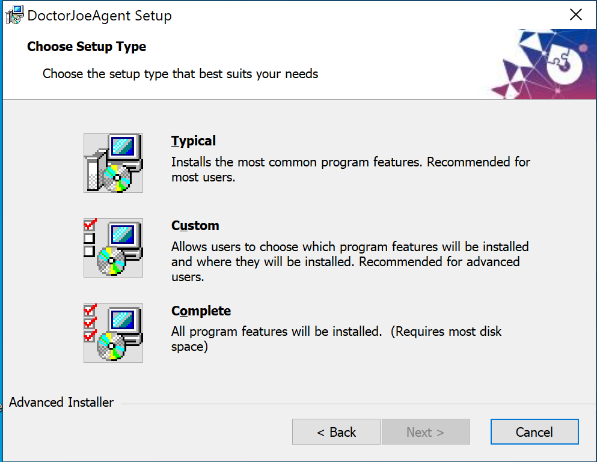 DoctorJoeAgent Setup
Choose Setup Type
Choose the setup type that best suits your needs
Typical
Installs the most common program features. Recommended for
most users.
Custom
Allows users to choose which program features will be installed
and where they will be installed. Recommended for advanced
users.
Complete
All program features will be installed.  (Requires most disk
space)
Advanced Installer
< Back
Next >
Cancel